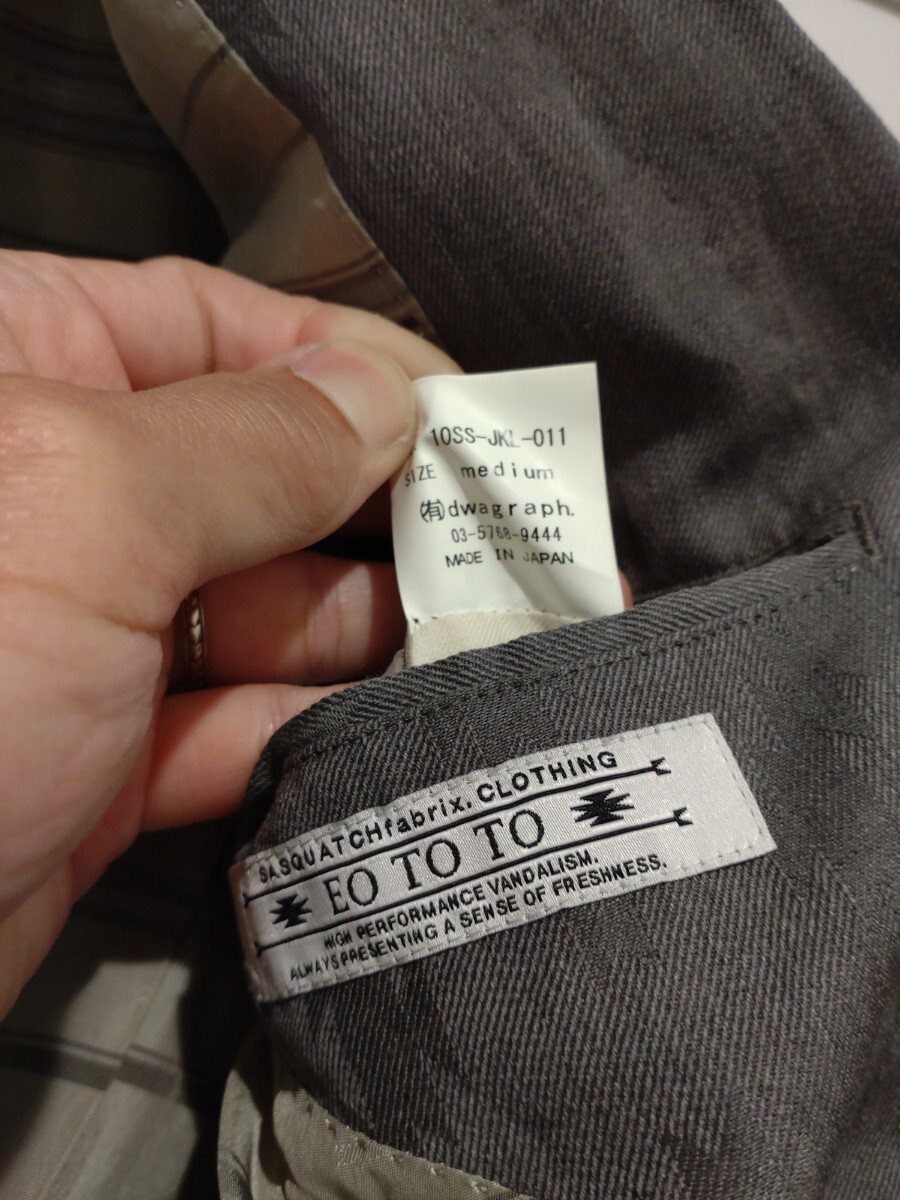 10SS-JKL-011
SIZE medium
㈲dwagraph.
03-5768-9444
MADE IN JAPAN
SASQUATCHfabrix. CLOTHING
EO TO TO
HIGH PERFORMANCE VANDALISM.
ALWAYS PRESENTING A SENSE OF FRESHNESS.